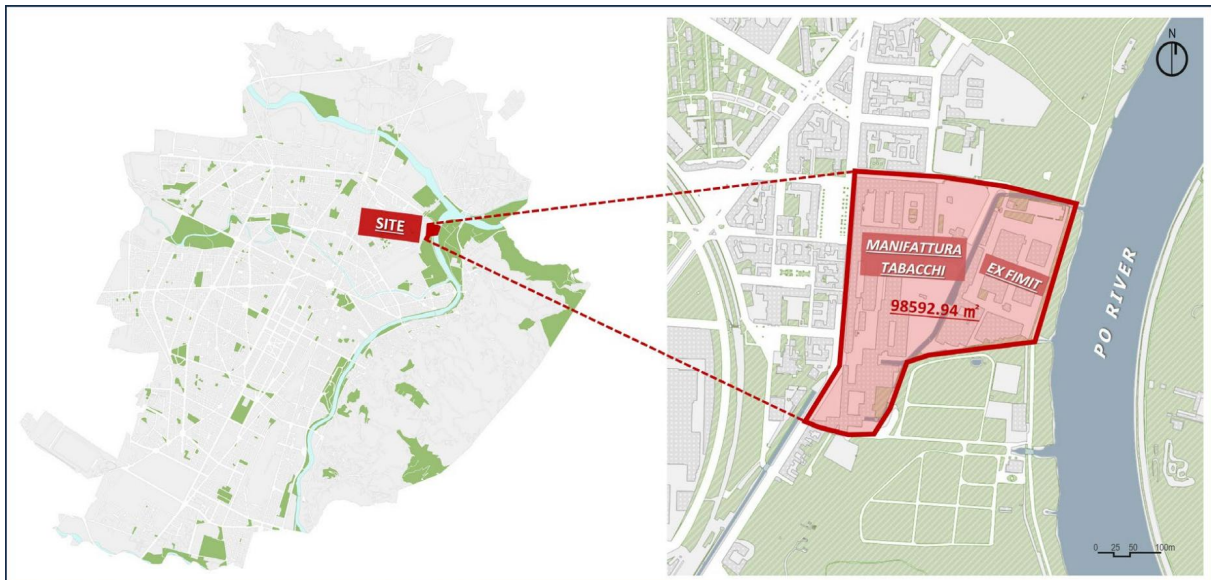 SITE
N
MANIFATTURA
TABACCHI
EX FIMIT
98592.94 m²
PO RIVER
0 25 50 100m